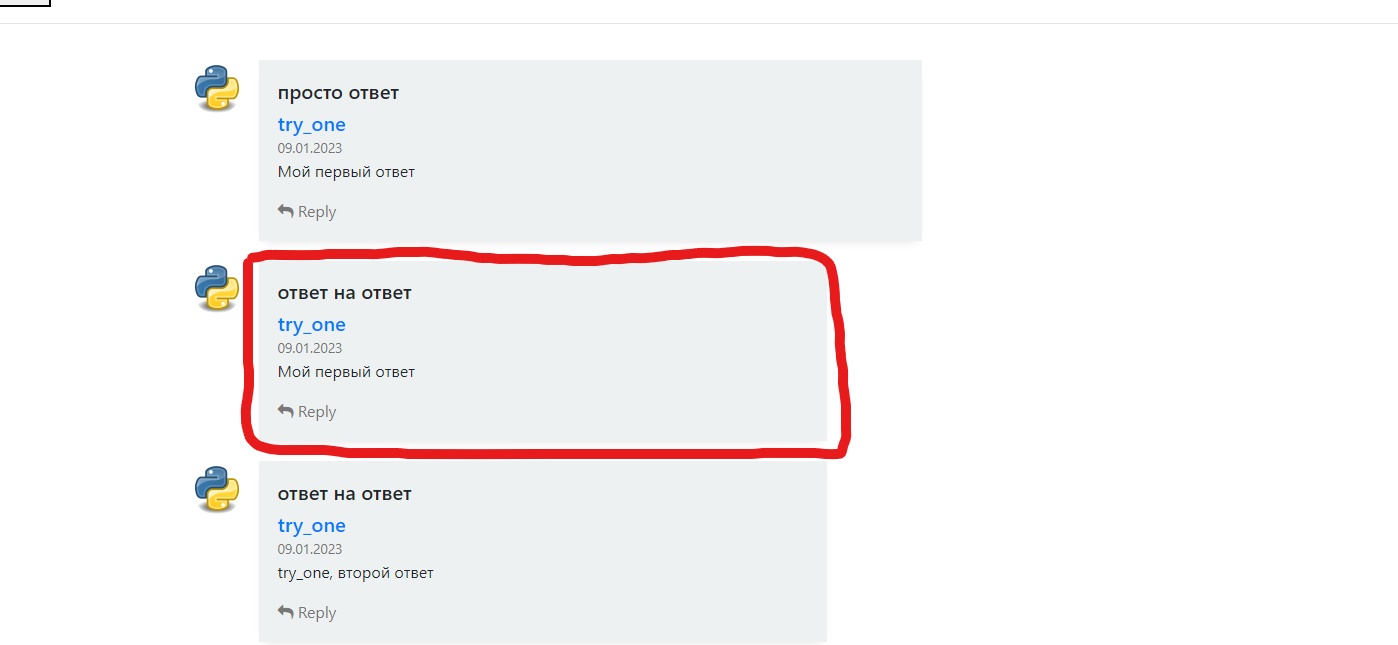 просто ответ
try_one
09.01.2023
Мой первый ответ
Reply
ответ на ответ
try_one
09.01.2023
Мой первый ответ
Reply
ответ на ответ
try_one
09.01.2023
try_one, второй ответ
Reply